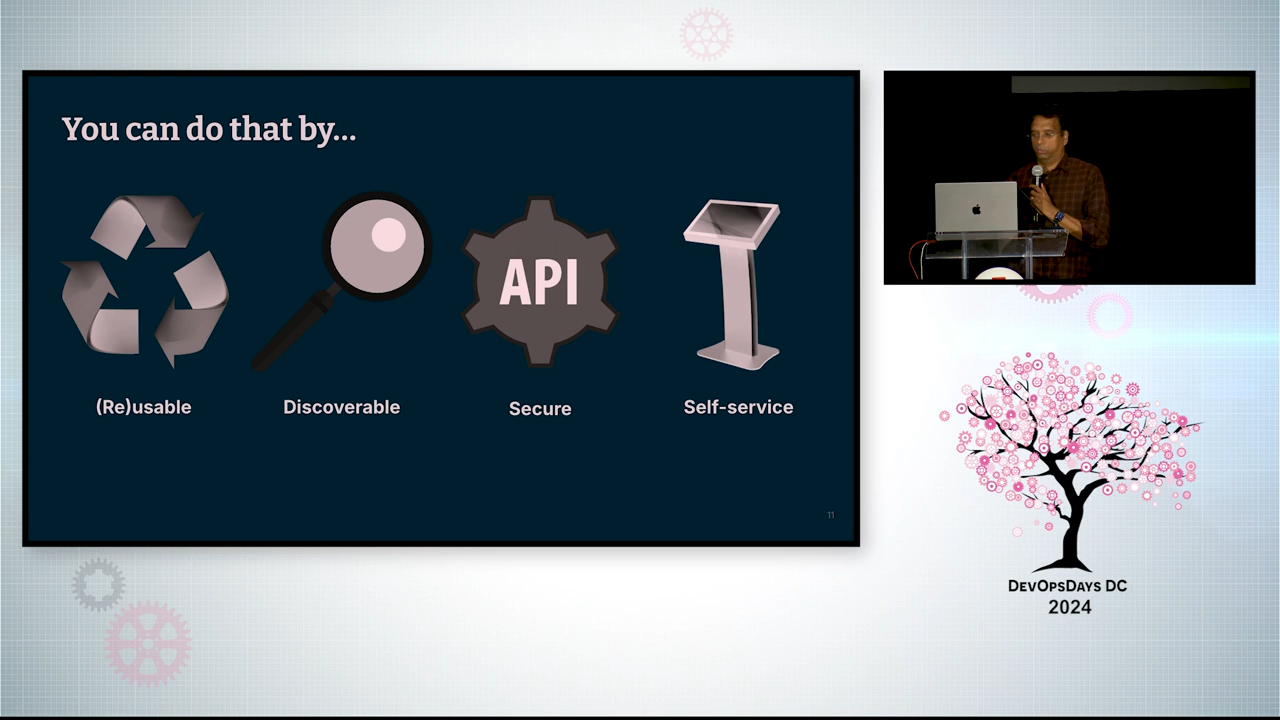 You can do that by...
(Re)usable
Discoverable
API
Secure
Self-service
11
DevOpsDays DC
2024